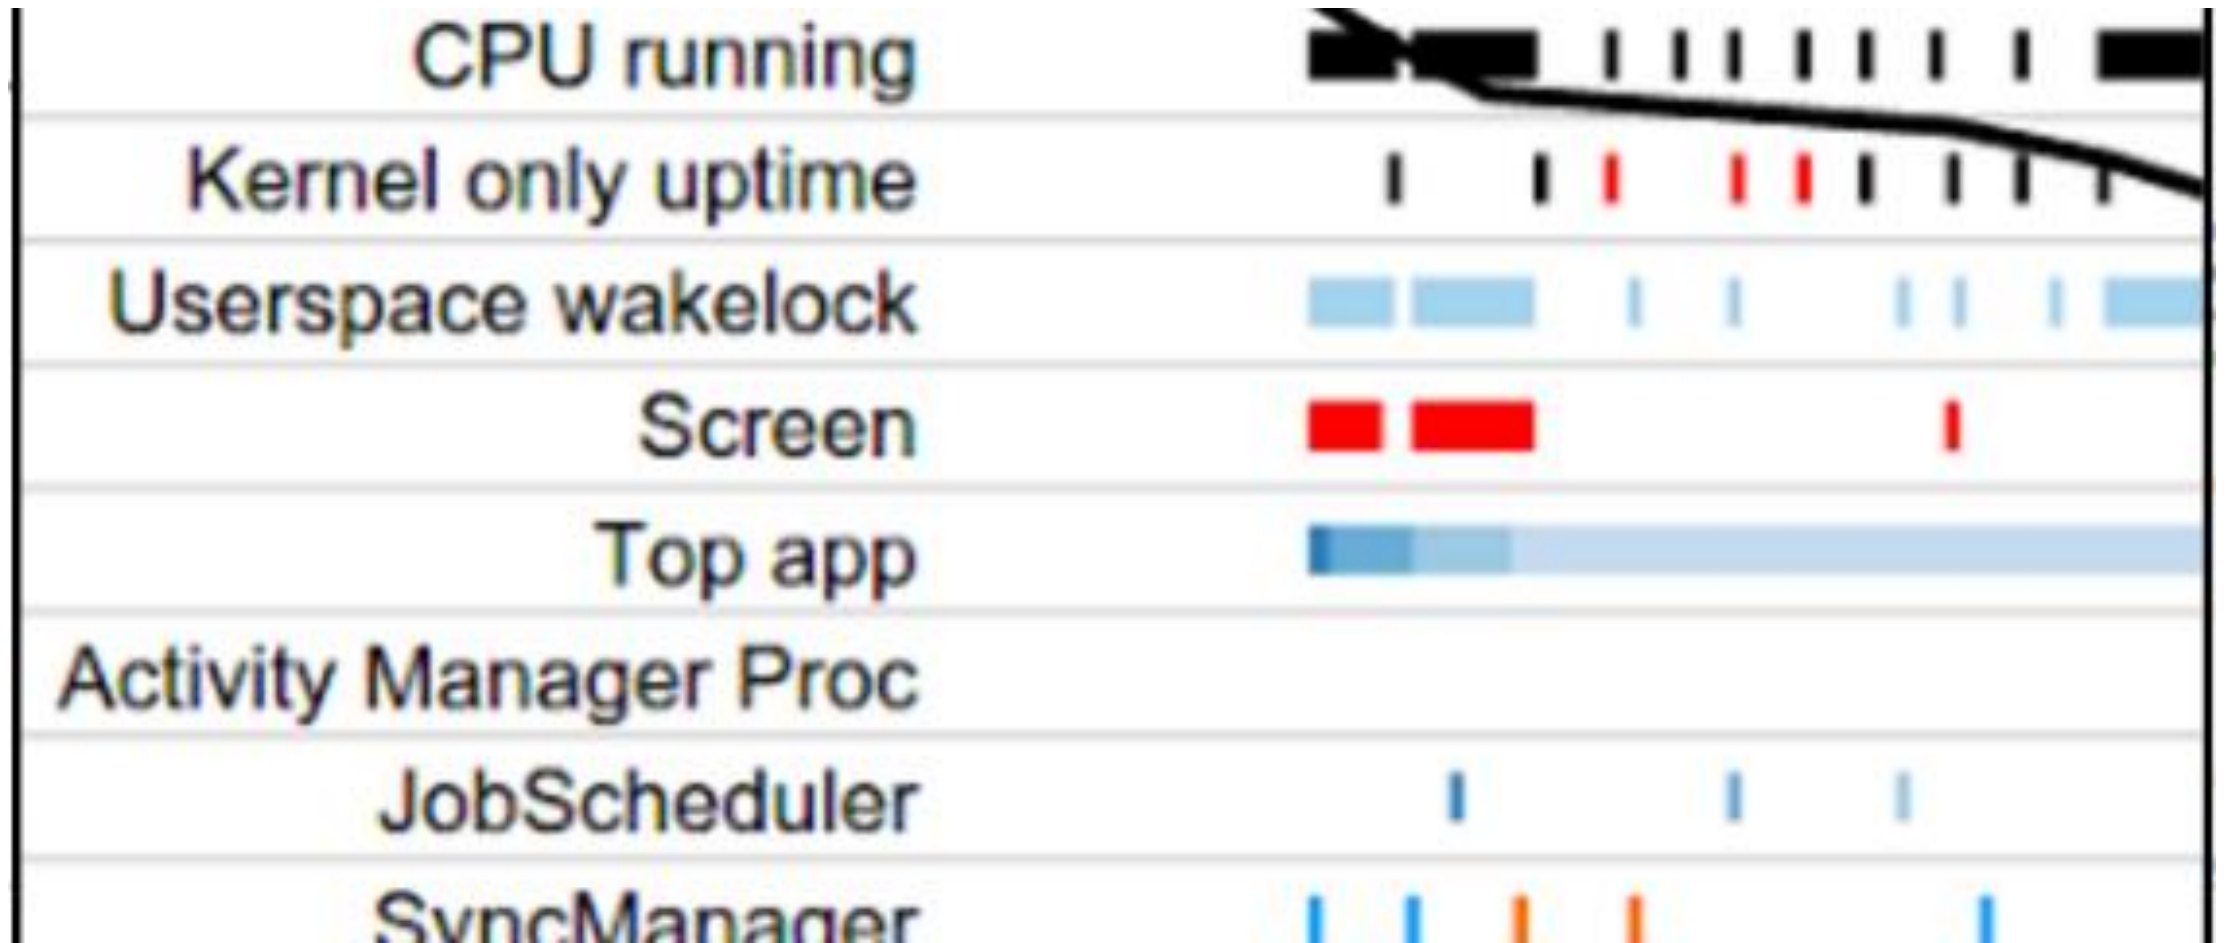 CPU running
Kernel only uptime
Userspace wakelock
Screen
Top app
Activity Manager Proc
JobScheduler
SyncManager